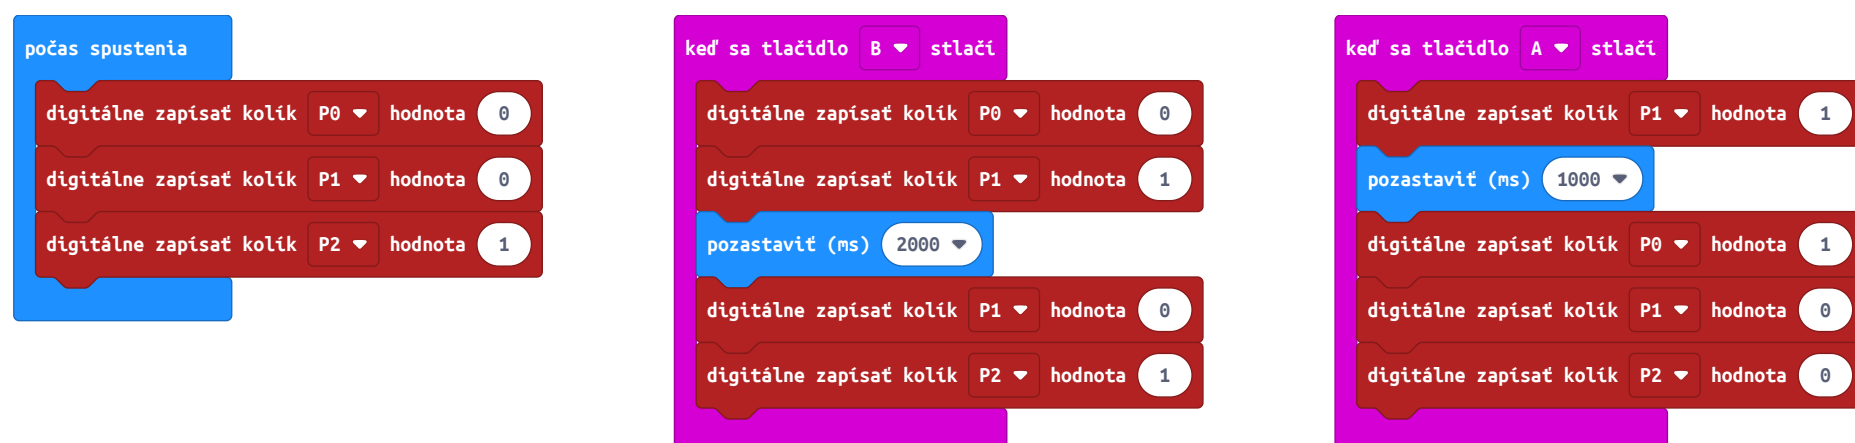 počas spustenia
digitálne zapísať kolík P0 hodnota 0
digitálne zapísať kolík P1 hodnota 0
digitálne zapísať kolík P2 hodnota 1
keď sa tlačidlo B stlačí
digitálne zapísať kolík P0 hodnota 0
digitálne zapísať kolík P1 hodnota 1
pozastaviť (ms) 2000
digitálne zapísať kolík P1 hodnota 0
digitálne zapísať kolík P2 hodnota 1
keď sa tlačidlo A stlačí
digitálne zapísať kolík P1 hodnota 1
pozastaviť (ms) 1000
digitálne zapísať kolík P0 hodnota 1
digitálne zapísať kolík P1 hodnota 0
digitálne zapísať kolík P2 hodnota 0